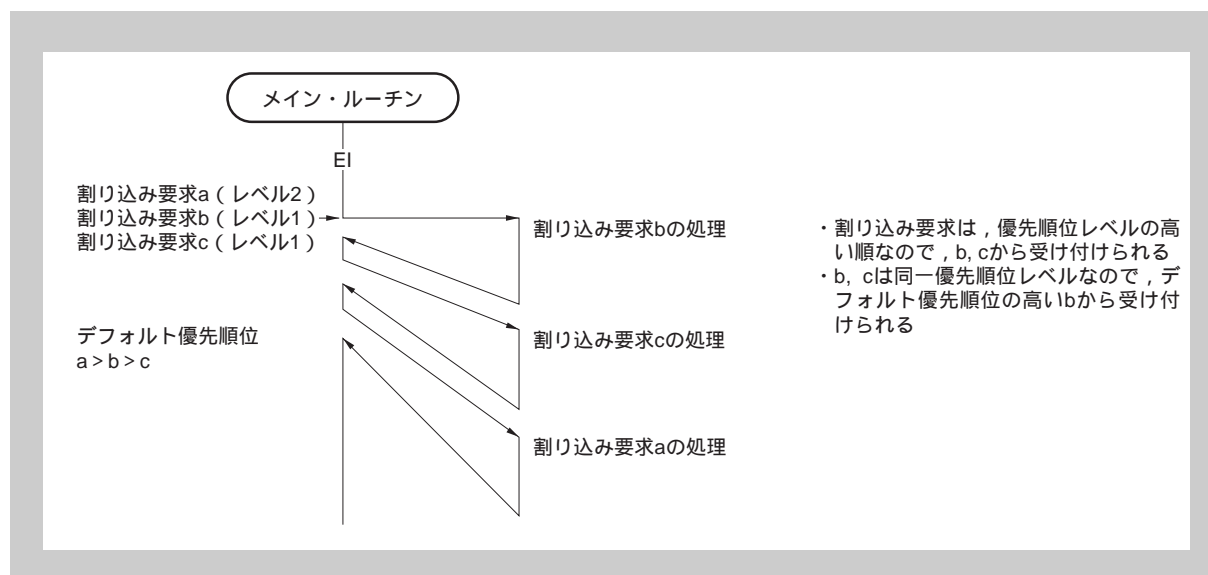 メイン・ルーチン
EI
割り込み要求a（レベル2）
割り込み要求b（レベル1）
割り込み要求c（レベル1）
割り込み要求bの処理
・割り込み要求は，優先順位レベルの高
い順なので，b, cから受け付けられる
・b, cは同一優先順位レベルなので，デ
フォルト優先順位の高いbから受け付
けられる
デフォルト優先順位
a > b > c
割り込み要求cの処理
割り込み要求aの処理